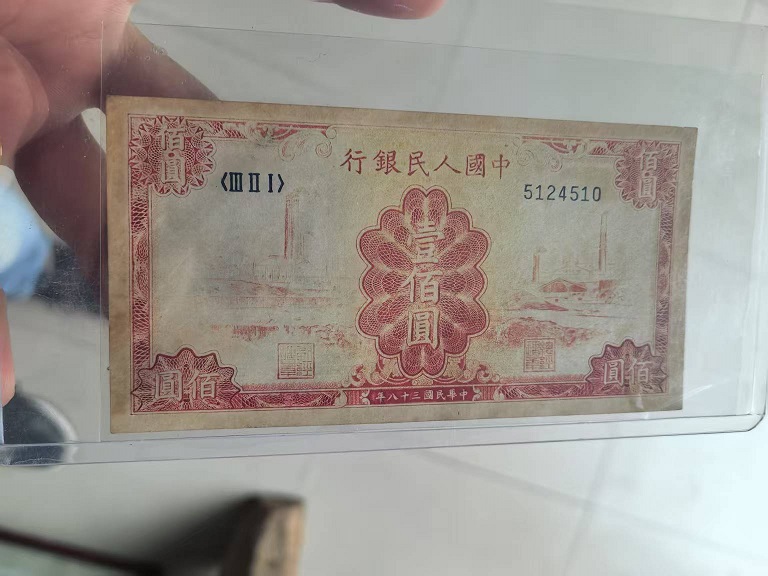 佰圓
中國人民銀行
百圓
〈Ⅲ Ⅱ Ⅰ〉
5124510
壹佰圓
佰圓
中華民國三十八年
佰圓